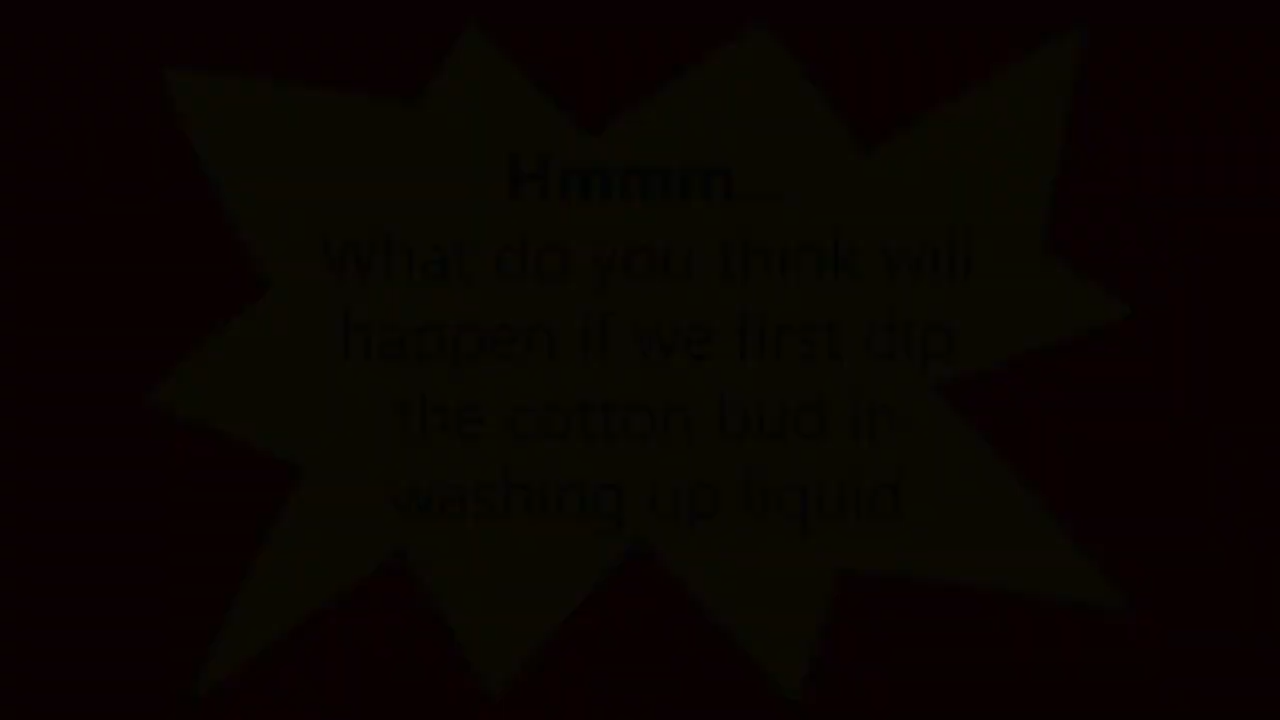 Hmmm...
What do you think will
happen if we first dip
the cotton bud in
washing up liquid